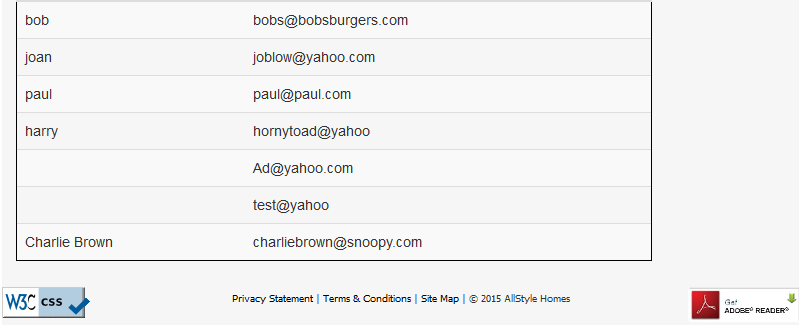 bob bobs@bobsburgers.com
joan joblow@yahoo.com
paul paul@paul.com
harry hornytoad@yahoo
Ad@yahoo.com
test@yahoo
Charlie Brown charliebrown@snoopy.com
W3C css Privacy Statement | Terms & Conditions | Site Map | © 2015 AllStyle Homes Get
ADOBE® READER®